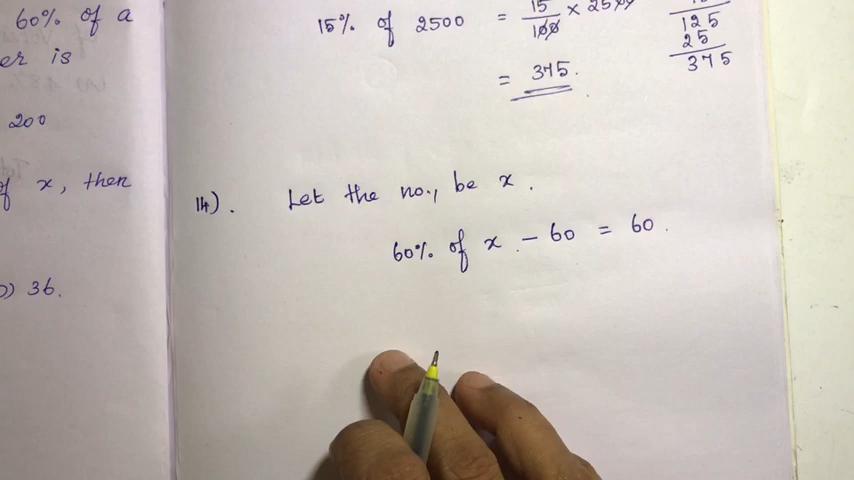 60% of a
er is
200
of x, then
D) 36.
15% of 2500 = 15/100 × 2500
= 375.
125
25
375
14). Let the no., be x.
60% of x - 60 = 60.